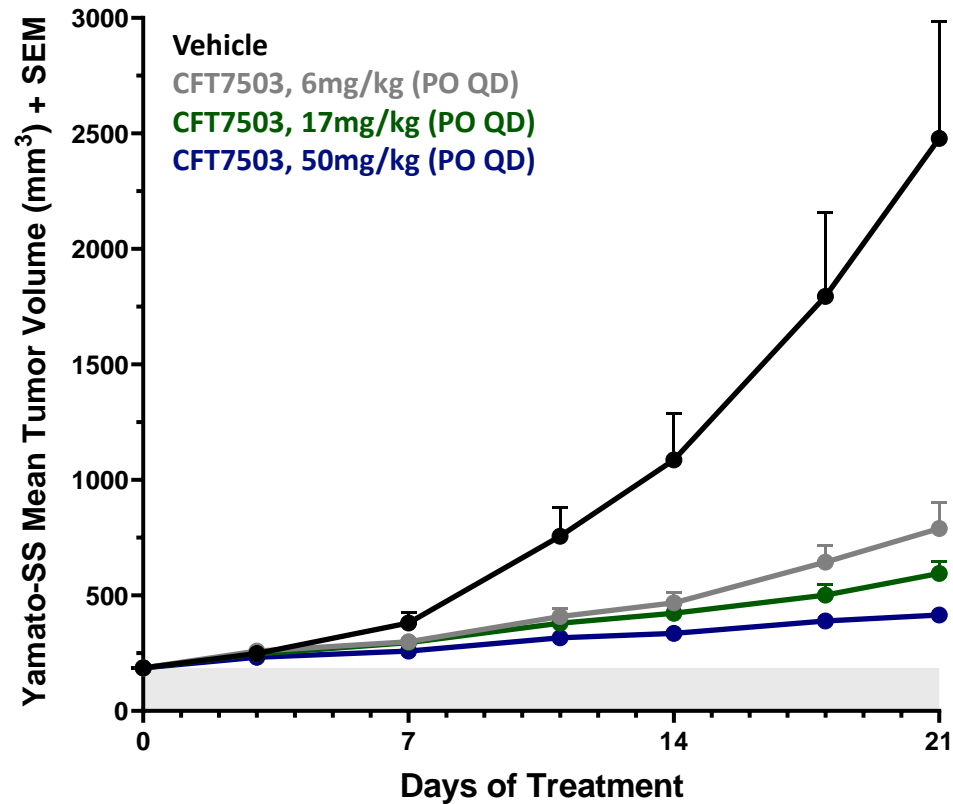 Yamato-SS Mean Tumor Volume (mm³) + SEM
3000
2500
2000
1500
1000
500
0
Vehicle
CFT7503, 6mg/kg (PO QD)
CFT7503, 17mg/kg (PO QD)
CFT7503, 50mg/kg (PO QD)
0 7 14 21
Days of Treatment